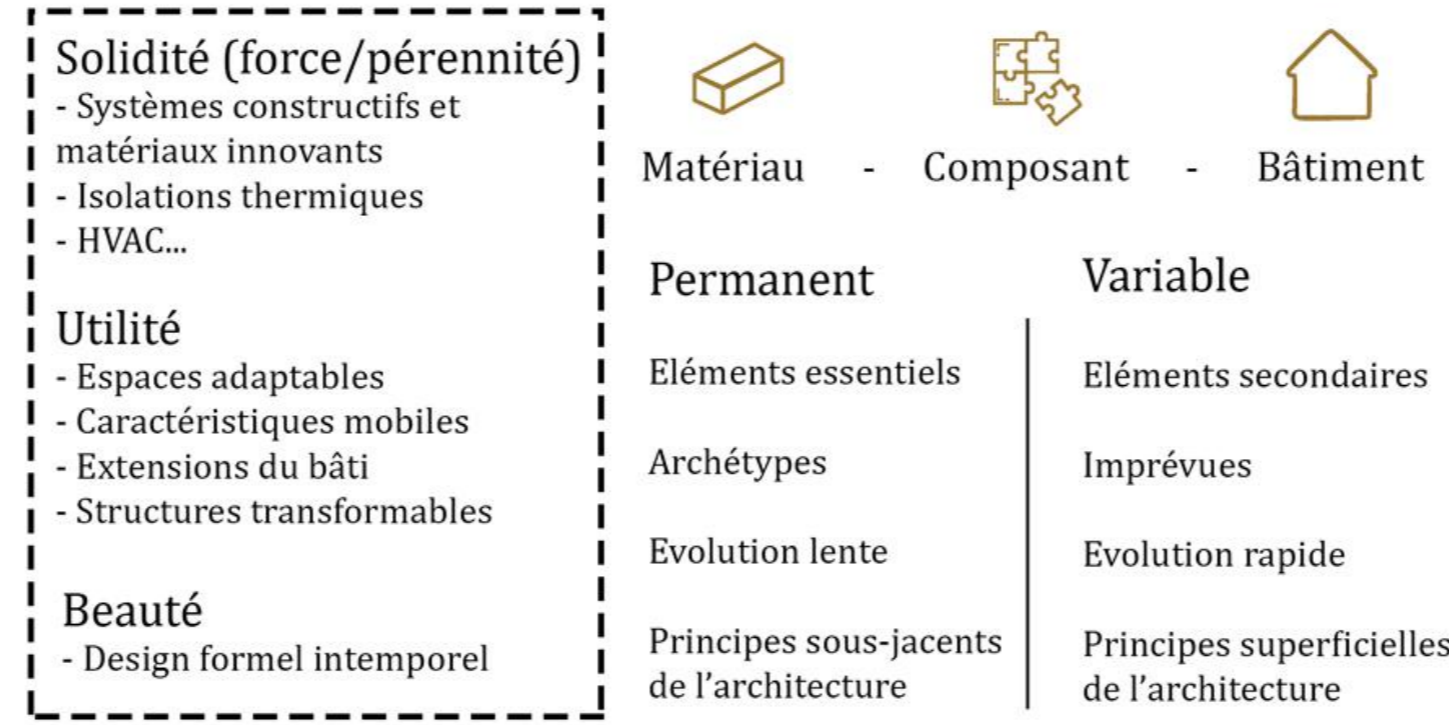 Solidité (force/pérennité)
- Systèmes constructifs et
matériaux innovants
- Isolations thermiques
- HVAC...
Utilité
- Espaces adaptables
- Caractéristiques mobiles
- Extensions du bâti
- Structures transformables
Beauté
- Design formel intemporel
Matériau - Composant - Bâtiment
Permanent
Eléments essentiels
Archétypes
Evolution lente
Principes sous-jacents
de l'architecture
Variable
Eléments secondaires
Imprévues
Evolution rapide
Principes superficielles
de l'architecture